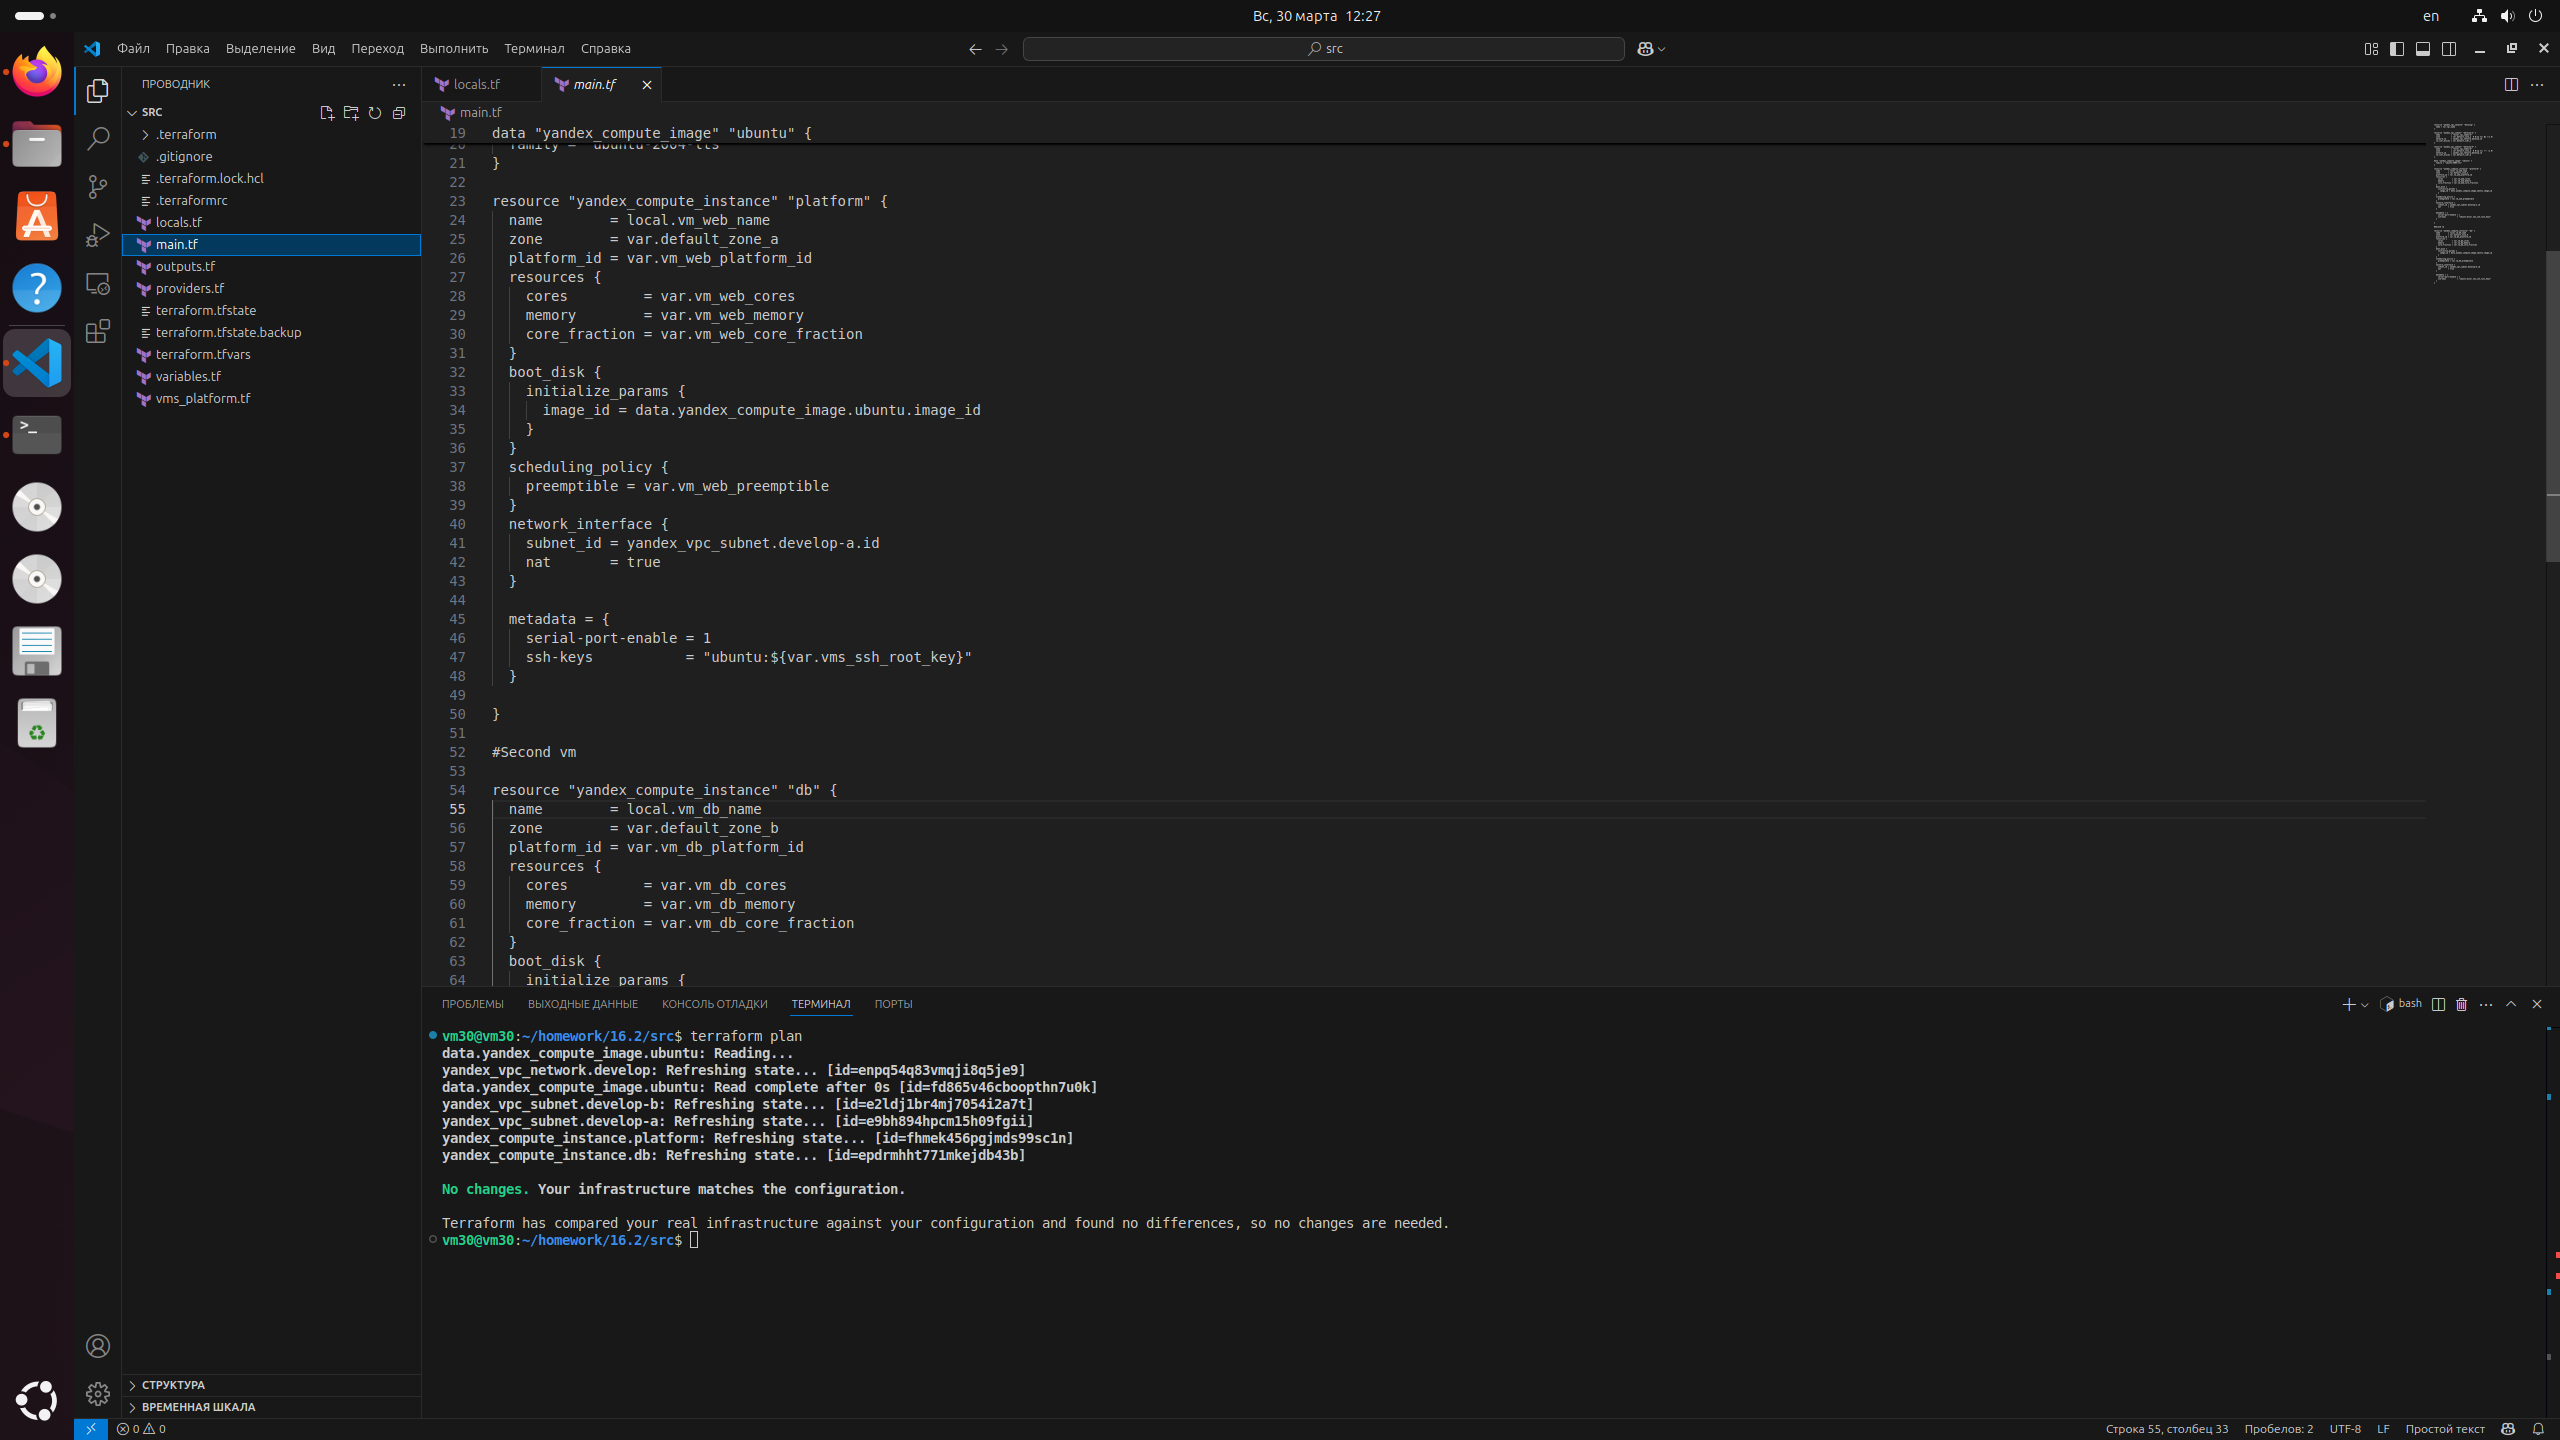 Вс, 30 марта 12:27
en
Файл Правка Выделение Вид Переход Выполнить Терминал Справка
src
ПРОВОДНИК
SRC
.terraform
.gitignore
.terraform.lock.hcl
.terraformrc
locals.tf
main.tf
outputs.tf
providers.tf
terraform.tfstate
terraform.tfstate.backup
terraform.tfvars
variables.tf
vms_platform.tf
СТРУКТУРА
ВРЕМЕННАЯ ШКАЛА
locals.tf main.tf
main.tf
19 data "yandex_compute_image" "ubuntu" {
20 family = "ubuntu-2004-lts"
21 }
22
23 resource "yandex_compute_instance" "platform" {
24 name        = local.vm_web_name
25 zone        = var.default_zone_a
26 platform_id = var.vm_web_platform_id
27 resources {
28 cores         = var.vm_web_cores
29 memory        = var.vm_web_memory
30 core_fraction = var.vm_web_core_fraction
31 }
32 boot_disk {
33 initialize_params {
34 image_id = data.yandex_compute_image.ubuntu.image_id
35 }
36 }
37 scheduling_policy {
38 preemptible = var.vm_web_preemptible
39 }
40 network_interface {
41 subnet_id = yandex_vpc_subnet.develop-a.id
42 nat       = true
43 }
44
45 metadata = {
46 serial-port-enable = 1
47 ssh-keys           = "ubuntu:${var.vms_ssh_root_key}"
48 }
49
50 }
51
52 #Second vm
53
54 resource "yandex_compute_instance" "db" {
55 name        = local.vm_db_name
56 zone        = var.default_zone_b
57 platform_id = var.vm_db_platform_id
58 resources {
59 cores         = var.vm_db_cores
60 memory        = var.vm_db_memory
61 core_fraction = var.vm_db_core_fraction
62 }
63 boot_disk {
64 initialize_params {
ПРОБЛЕМЫ ВЫХОДНЫЕ ДАННЫЕ КОНСОЛЬ ОТЛАДКИ ТЕРМИНАЛ ПОРТЫ
bash
vm30@vm30:~/homework/16.2/src$ terraform plan
data.yandex_compute_image.ubuntu: Reading...
yandex_vpc_network.develop: Refreshing state... [id=enpq54q83vmqji8q5je9]
data.yandex_compute_image.ubuntu: Read complete after 0s [id=fd865v46cboopthn7u0k]
yandex_vpc_subnet.develop-b: Refreshing state... [id=e2ldj1br4mj7054i2a7t]
yandex_vpc_subnet.develop-a: Refreshing state... [id=e9bh894hpcm15h09fgii]
yandex_compute_instance.platform: Refreshing state... [id=fhmek456pgjmds99sc1n]
yandex_compute_instance.db: Refreshing state... [id=epdrmhht771mkejdb43b]
No changes. Your infrastructure matches the configuration.
Terraform has compared your real infrastructure against your configuration and found no differences, so no changes are needed.
vm30@vm30:~/homework/16.2/src$
0 0
Строка 55, столбец 33 Пробелов: 2 UTF-8 LF Простой текст